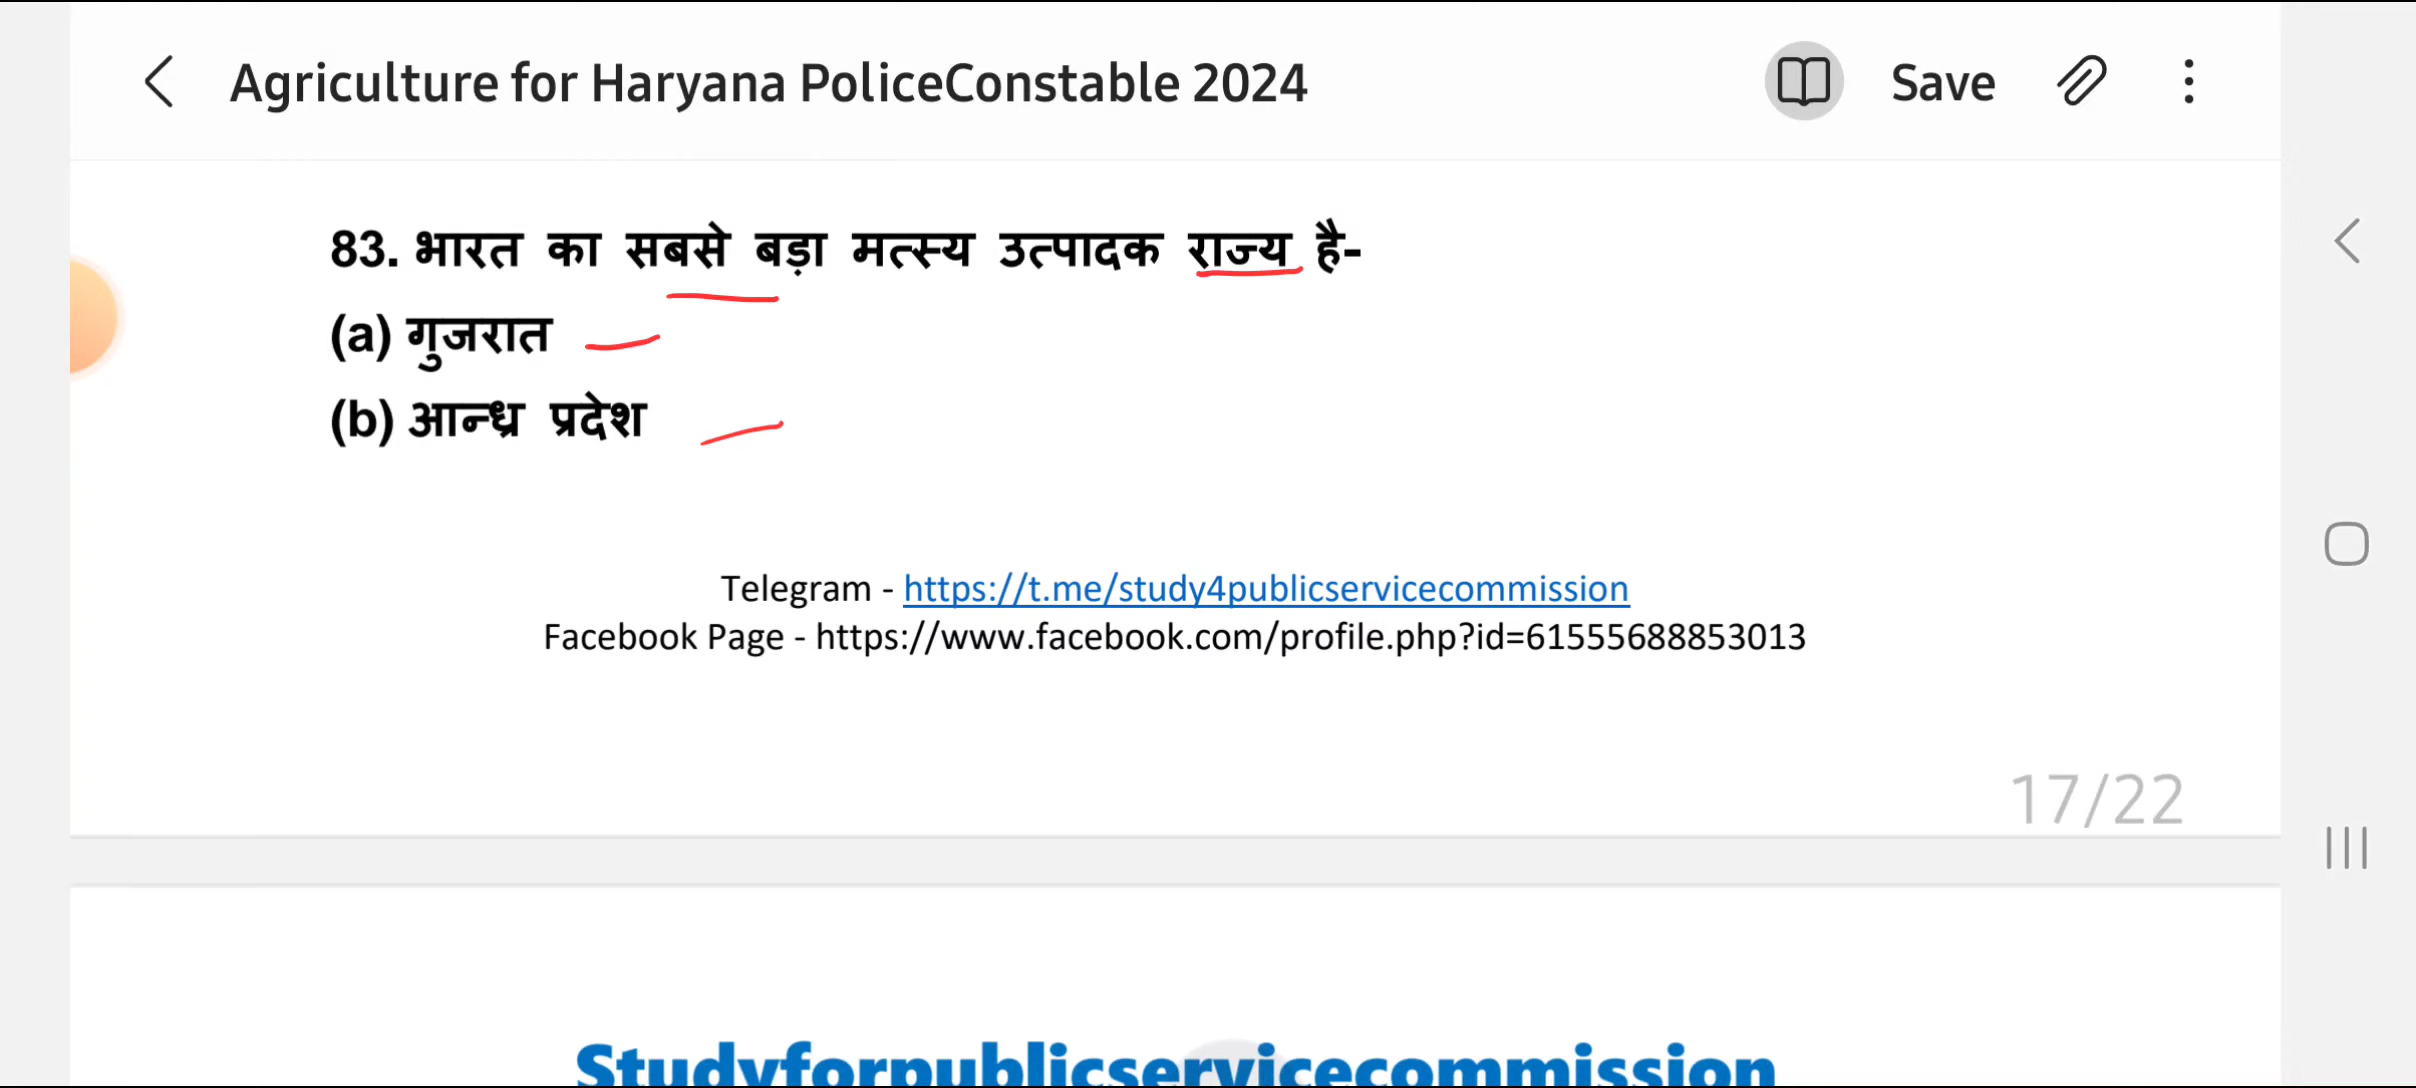 Agriculture for Haryana PoliceConstable 2024
Save
83. भारत का सबसे बड़ा मत्स्य उत्पादक राज्य है-
(a) गुजरात
(b) आन्ध्र प्रदेश
Telegram - https://t.me/study4publicservicecommission
Facebook Page - https://www.facebook.com/profile.php?id=61555688853013
17/22
Studyforpublicservicecommission